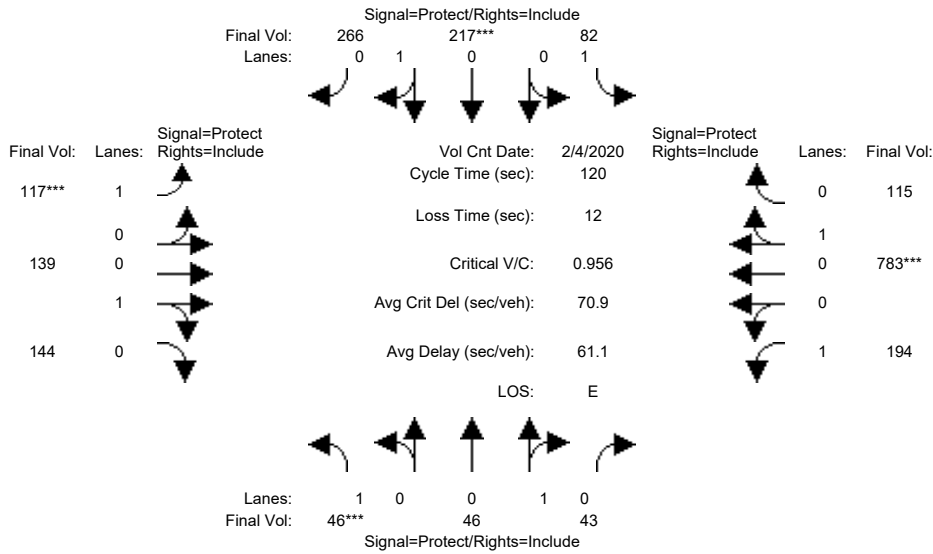 Signal=Protect/Rights=Include
Final Vol: 266 217*** 82
Lanes: 0 1 0 0 1
Signal=Protect
Final Vol: Lanes: Rights=Include
Vol Cnt Date: 2/4/2020
Signal=Protect
Rights=Include Lanes: Final Vol:
Cycle Time (sec): 120
117*** 1
0 115
Loss Time (sec): 12
0
1
139 0
Critical V/C: 0.956
0 783***
1
Avg Crit Del (sec/veh): 70.9
0
144 0
Avg Delay (sec/veh): 61.1
1 194
LOS: E
Lanes: 1 0 0 1 0
Final Vol: 46*** 46 43
Signal=Protect/Rights=Include